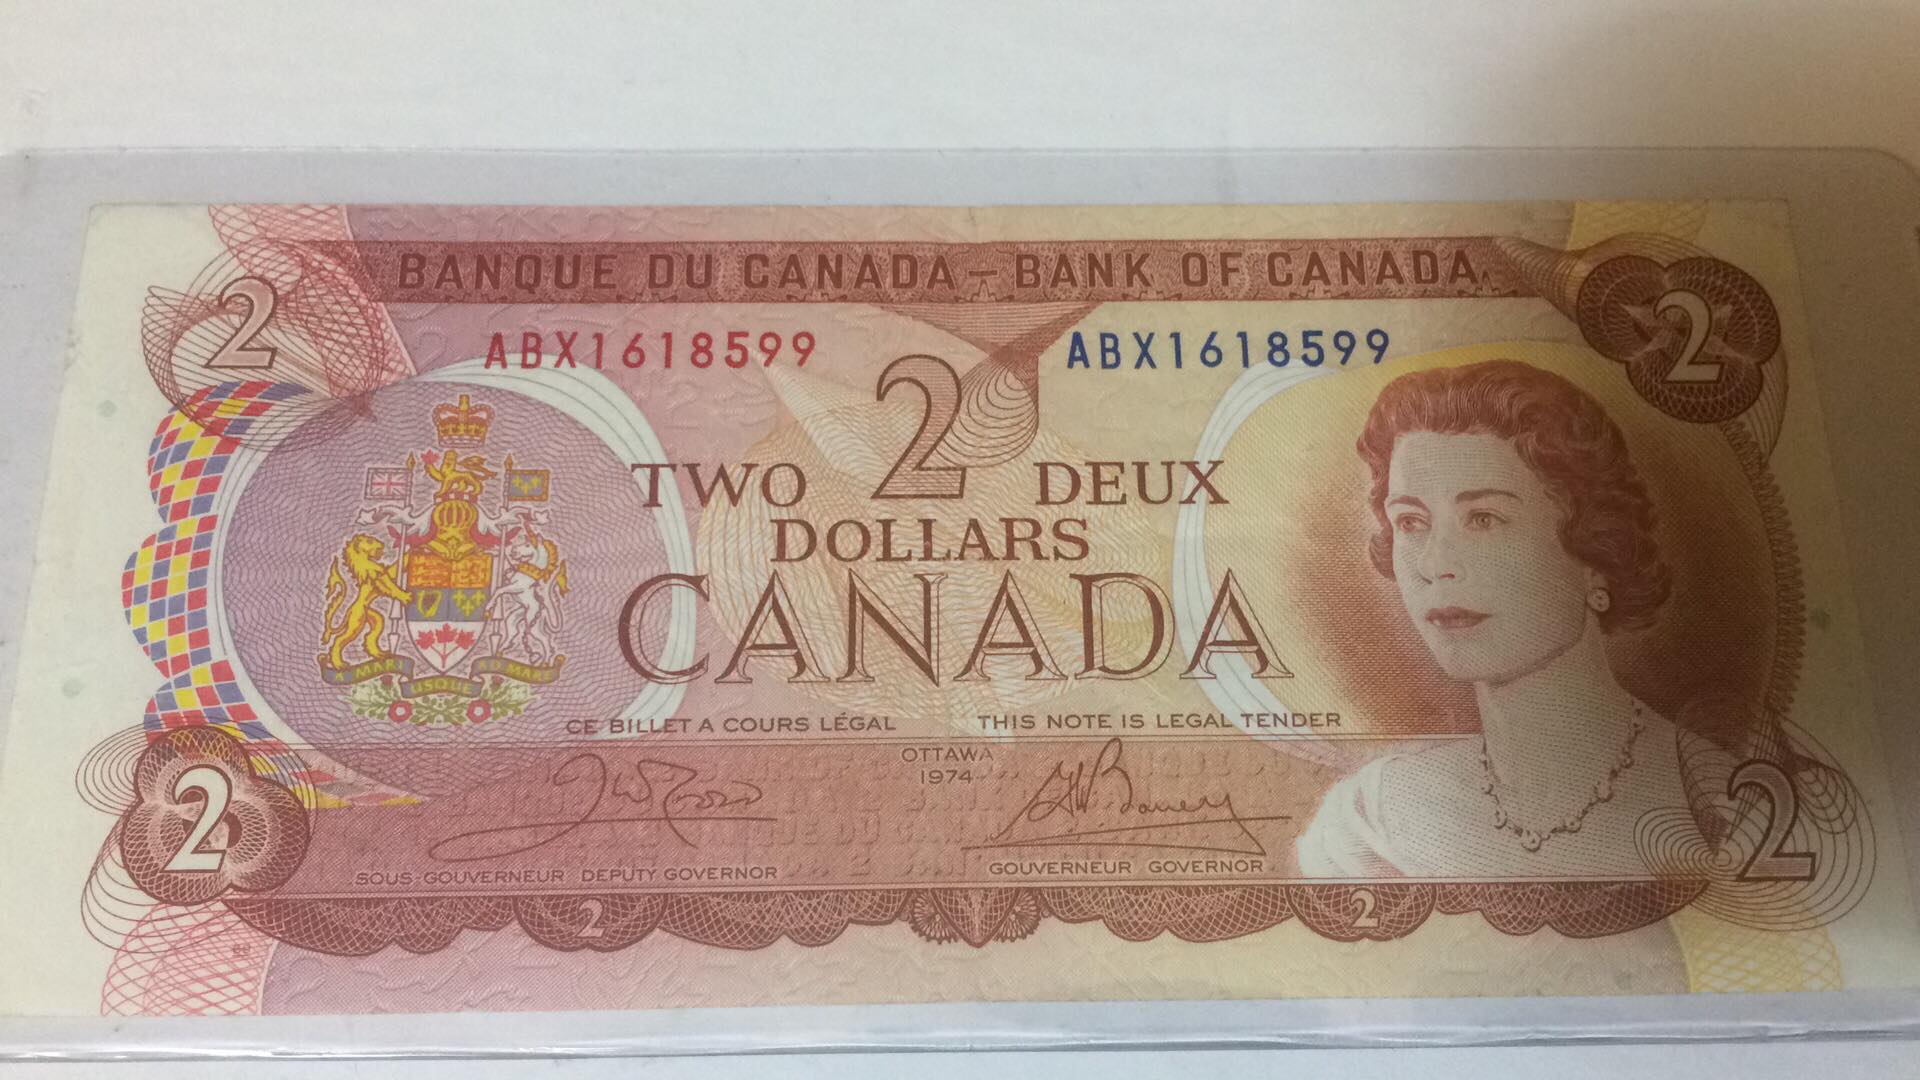 BANQUE DU CANADA – BANK OF CANADA
2
2
ABX1618599
ABX1618599
2
TWO DEUX
DOLLARS
CANADA
A MARI USQUE AD MARE
CE BILLET A COURS LÉGAL
THIS NOTE IS LEGAL TENDER
OTTAWA
1974
SOUS-GOUVERNEUR DEPUTY GOVERNOR
GOUVERNEUR GOVERNOR
2
2
2
2